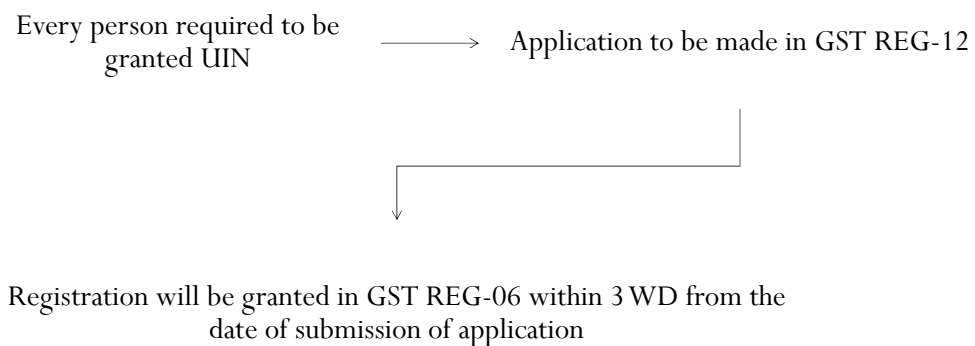 Every person required to be
granted UIN
Application to be made in GST REG-12
Registration will be granted in GST REG-06 within 3 WD from the
date of submission of application